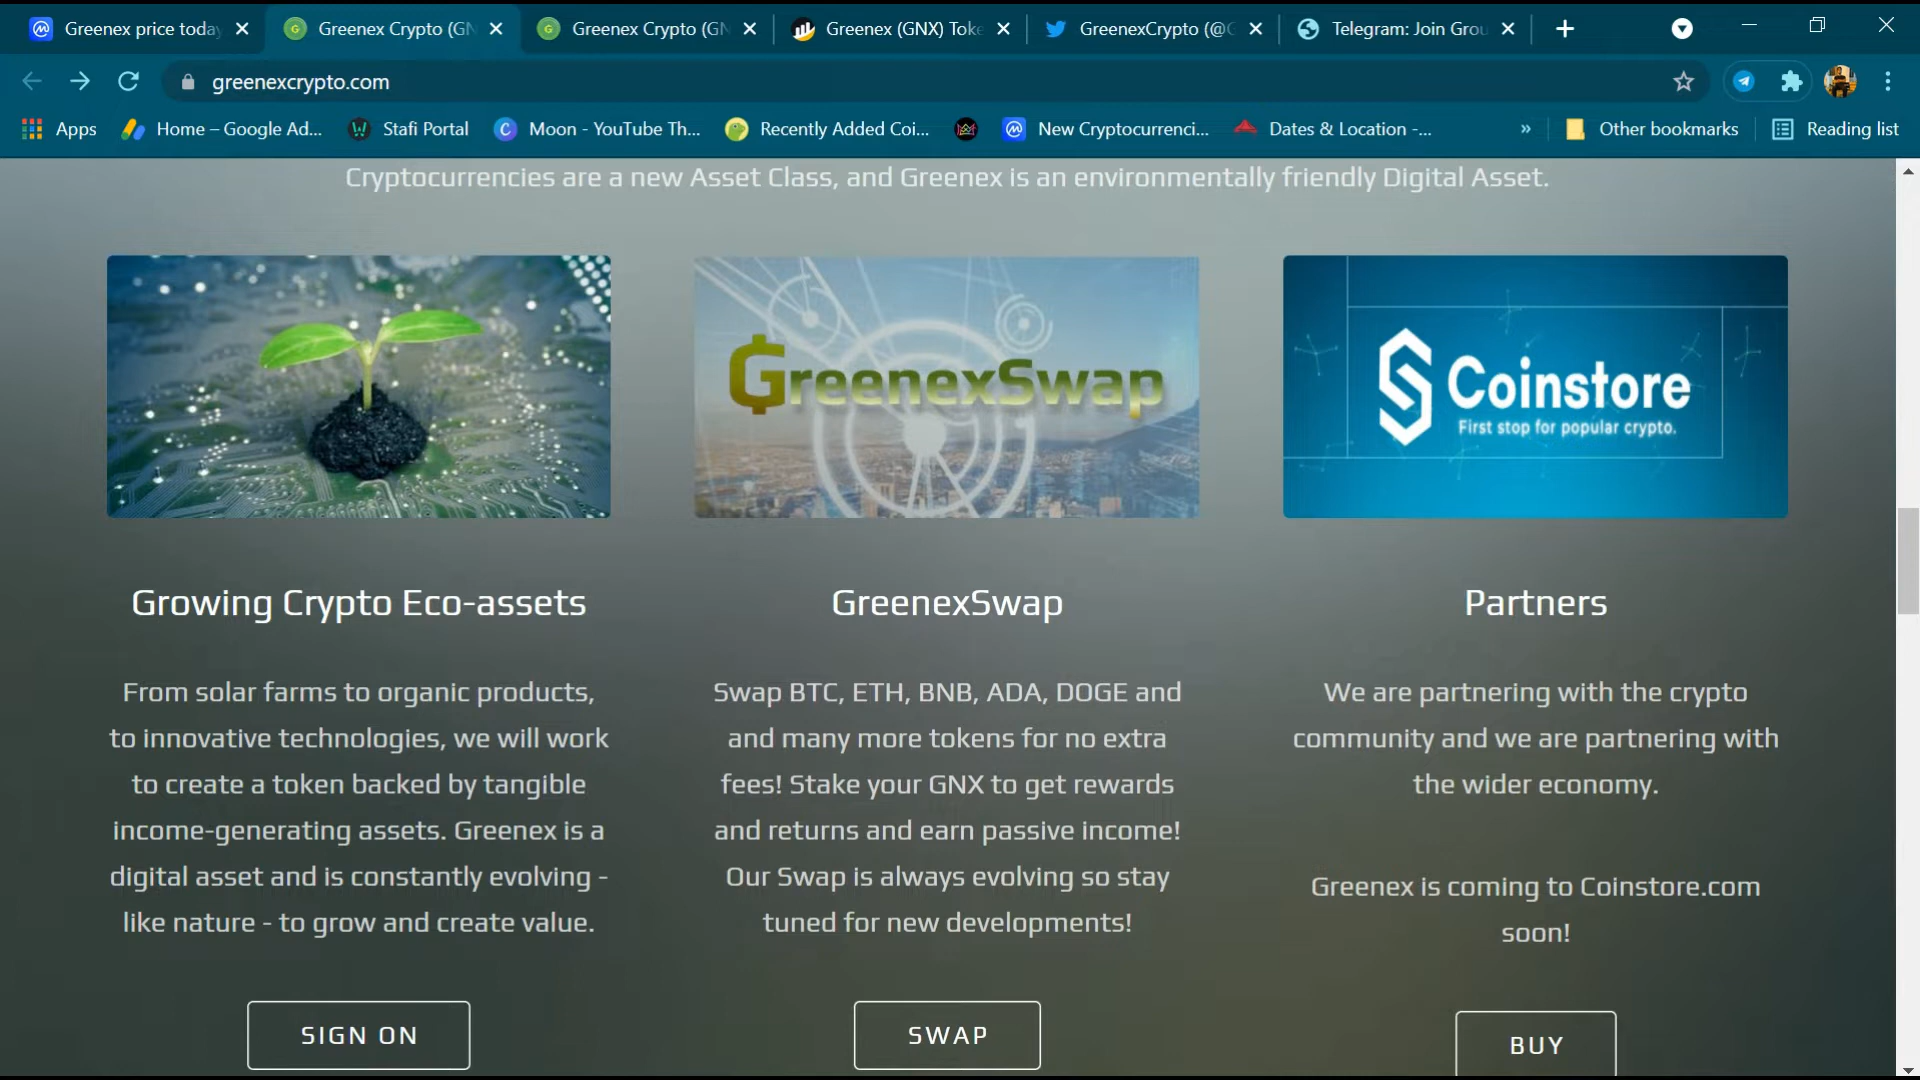 Greenex price today
Greenex Crypto (GN
Greenex Crypto (GN
Greenex (GNX) Toke
GreenexCrypto (@G
Telegram: Join Grou
greenexcrypto.com
Apps
Home – Google Ad...
Stafi Portal
Moon - YouTube Th...
Recently Added Coi...
New Cryptocurrenci...
Dates & Location -...
»
Other bookmarks
Reading list
Cryptocurrencies are a new Asset Class, and Greenex is an environmentally friendly Digital Asset.
GreenexSwap
Coinstore
First stop for popular crypto.
Growing Crypto Eco-assets
From solar farms to organic products,
to innovative technologies, we will work
to create a token backed by tangible
income-generating assets. Greenex is a
digital asset and is constantly evolving -
like nature - to grow and create value.
SIGN ON
GreenexSwap
Swap BTC, ETH, BNB, ADA, DOGE and
and many more tokens for no extra
fees! Stake your GNX to get rewards
and returns and earn passive income!
Our Swap is always evolving so stay
tuned for new developments!
SWAP
Partners
We are partnering with the crypto
community and we are partnering with
the wider economy.
Greenex is coming to Coinstore.com
soon!
BUY